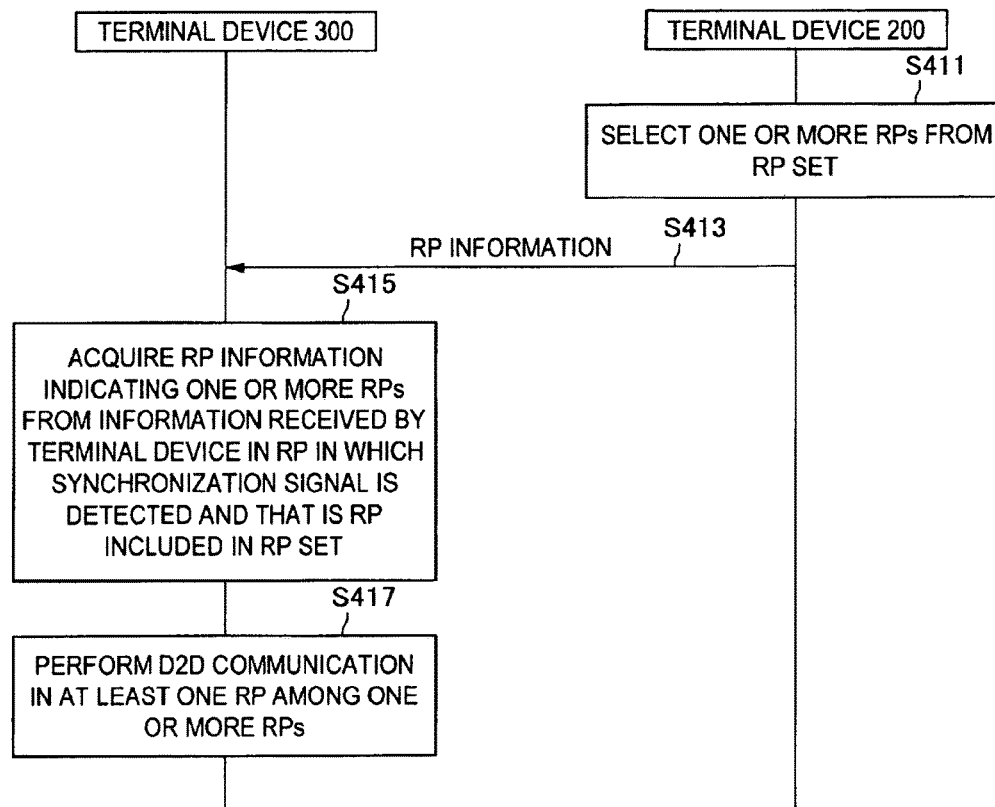 TERMINAL DEVICE 300
TERMINAL DEVICE 200
S411
SELECT ONE OR MORE RPs FROM
RP SET
S413
RP INFORMATION
S415
ACQUIRE RP INFORMATION
INDICATING ONE OR MORE RPs
FROM INFORMATION RECEIVED BY
TERMINAL DEVICE IN RP IN WHICH
SYNCHRONIZATION SIGNAL IS
DETECTED AND THAT IS RP
INCLUDED IN RP SET
S417
PERFORM D2D COMMUNICATION
IN AT LEAST ONE RP AMONG ONE
OR MORE RPs